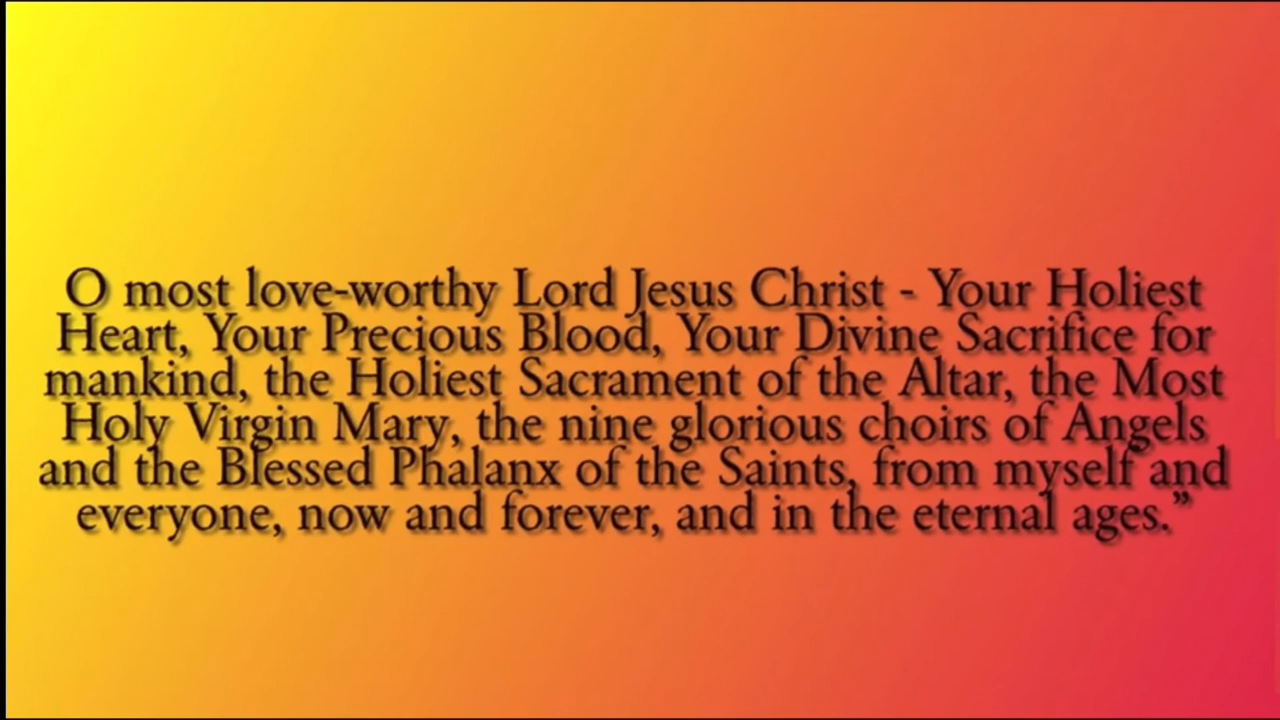 O most love-worthy Lord Jesus Christ - Your Holiest
Heart, Your Precious Blood, Your Divine Sacrifice for
mankind, the Holiest Sacrament of the Altar, the Most
Holy Virgin Mary, the nine glorious choirs of Angels
and the Blessed Phalanx of the Saints, from myself and
everyone, now and forever, and in the eternal ages.”